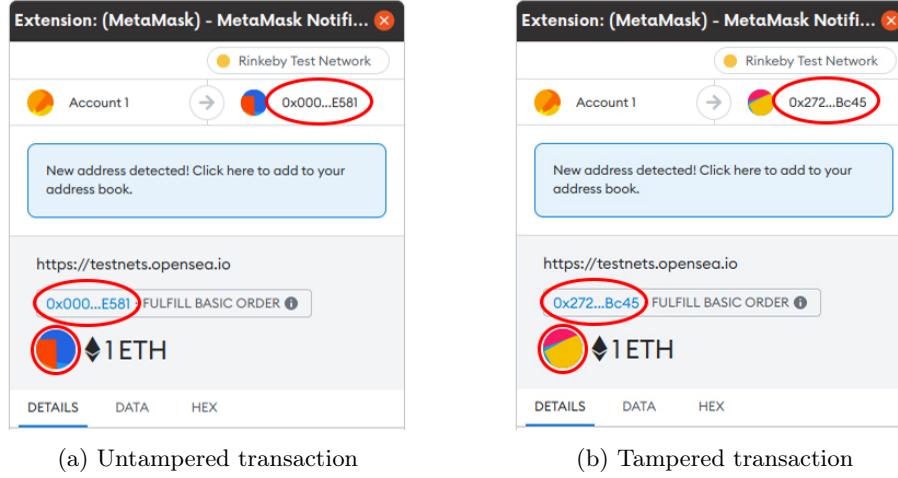 Extension: (MetaMask) - MetaMask Notifi...
Rinkeby Test Network
Account 1
0x000...E581
New address detected! Click here to add to your
address book.
https://testnets.opensea.io
0x000...E581 : FULFILL BASIC ORDER
1 ETH
DETAILS DATA HEX
(a) Untampered transaction
Extension: (MetaMask) - MetaMask Notifi...
Rinkeby Test Network
Account 1
0x272...Bc45
New address detected! Click here to add to your
address book.
https://testnets.opensea.io
0x272...Bc45 FULFILL BASIC ORDER
1 ETH
DETAILS DATA HEX
(b) Tampered transaction